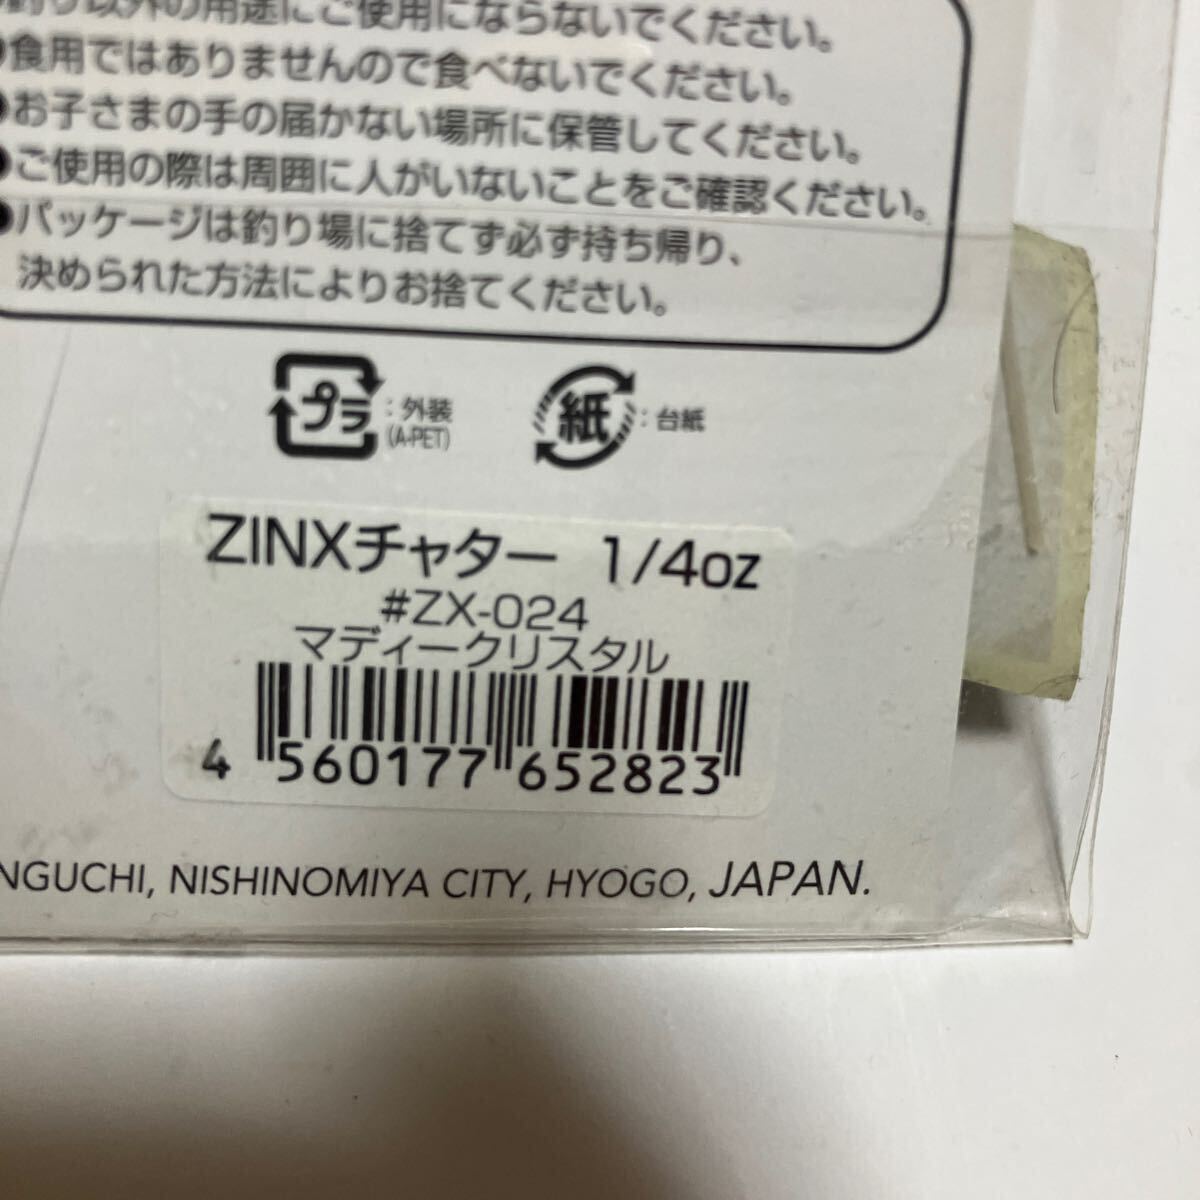 釣り以外の用途にご使用にならないでください。
●食用ではありませんので食べないでください。
●お子さまの手の届かない場所に保管してください。
●ご使用の際は周囲に人がいないことをご確認ください。
●パッケージは釣り場に捨てず必ず持ち帰り、
決められた方法によりお捨てください。
プラ:外装
(A-PET)
紙:台紙
ZINXチャター 1/4oz
#ZX-024
マディークリスタル
4 560177 652823
NGUCHI, NISHINOMIYA CITY, HYOGO, JAPAN.